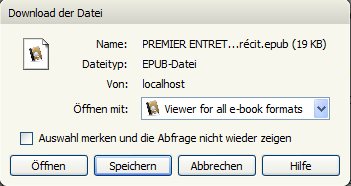 Download der Datei
Name: PREMIER ENTRET...récit.epub (19 KB)
Dateityp: EPUB-Datei
Von: localhost
Öffnen mit: Viewer for all e-book formats
Auswahl merken und die Abfrage nicht wieder zeigen
Öffnen Speichern Abbrechen Hilfe